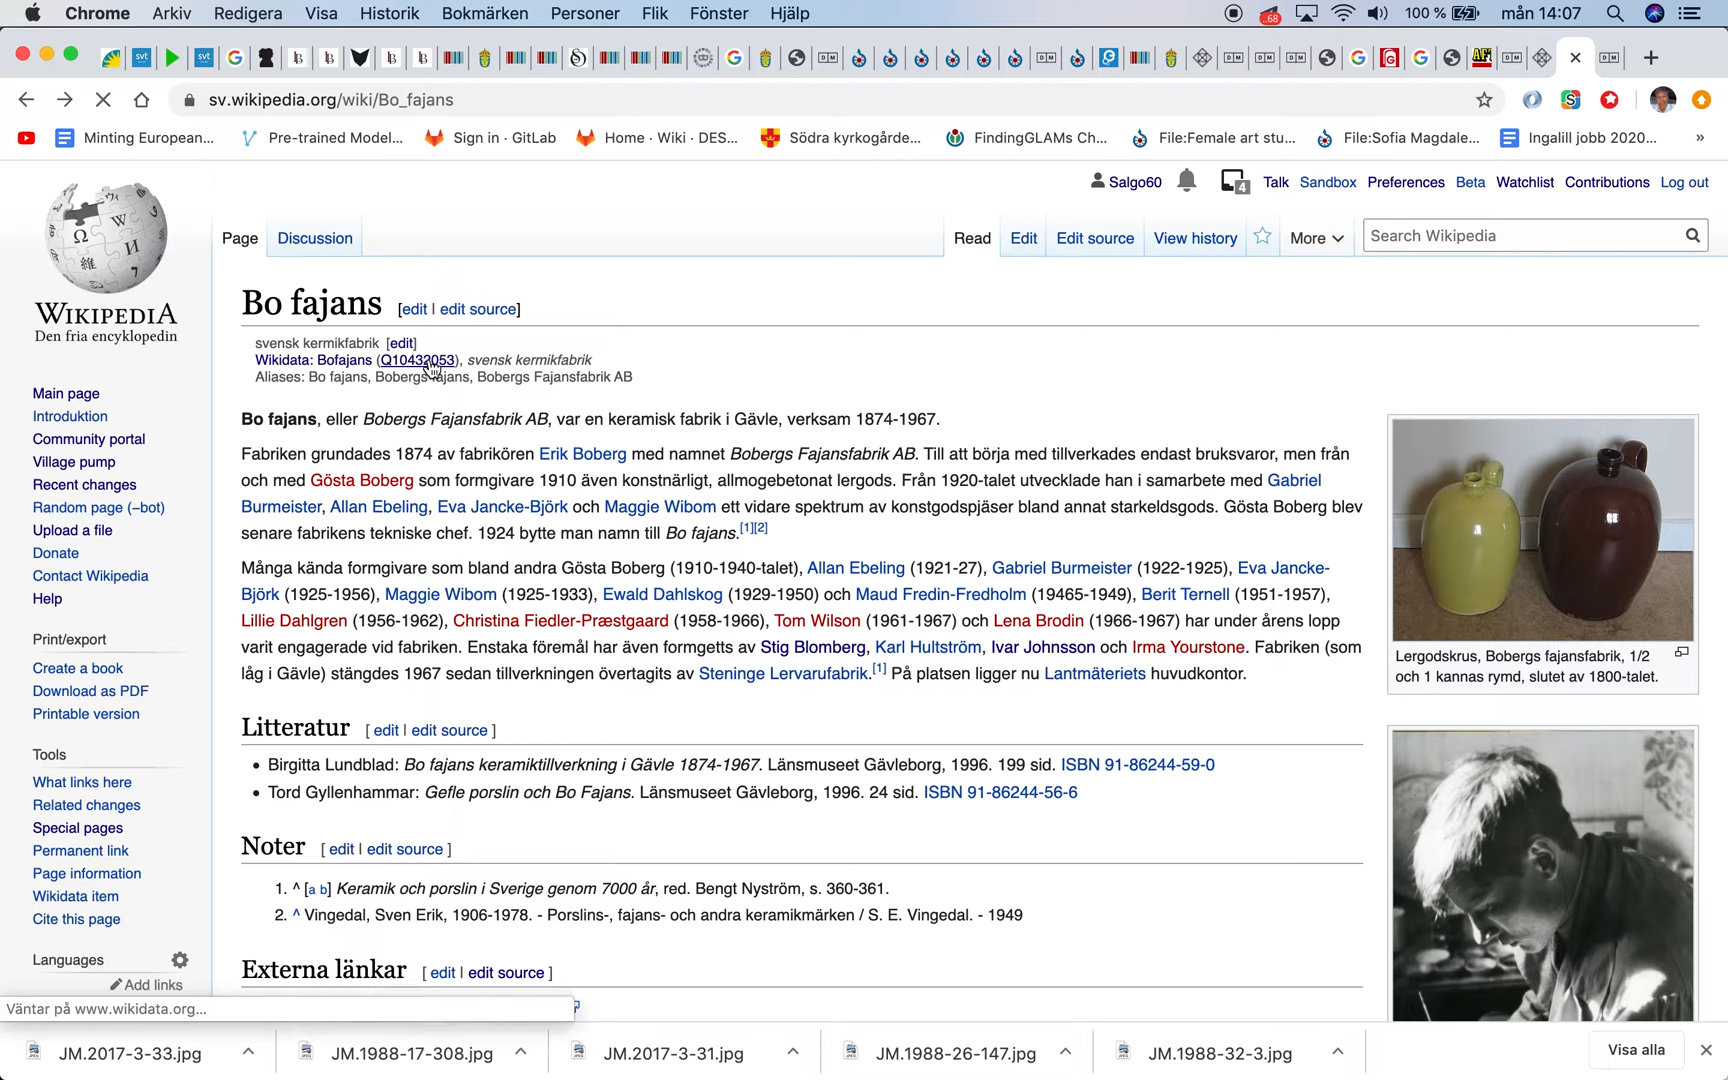 Chrome Arkiv Redigera Visa Historik Bokmärken Personer Flik Fönster Hjälp 100 % mån 14:07
sv.wikipedia.org/wiki/Bo_fajans
Minting European... Pre-trained Model... Sign in · GitLab Home · Wiki · DES... Södra kyrkogårde... FindingGLAMs Ch... File:Female art stu... File:Sofia Magdale... Ingalill jobb 2020... »
Salgo60 4 Talk Sandbox Preferences Beta Watchlist Contributions Log out
Page Discussion Read Edit Edit source View history More Search Wikipedia
WIKIPEDIA
Den fria encyklopedin
Main page
Introduktion
Community portal
Village pump
Recent changes
Random page (−bot)
Upload a file
Donate
Contact Wikipedia
Help
Print/export
Create a book
Download as PDF
Printable version
Tools
What links here
Related changes
Special pages
Permanent link
Page information
Wikidata item
Cite this page
Languages
Add links
Bo fajans [edit | edit source]
svensk kermikfabrik [edit]
Wikidata: Bofajans (Q10432053), svensk kermikfabrik
Aliases: Bo fajans, Bobergs fajans, Bobergs Fajansfabrik AB
Bo fajans, eller Bobergs Fajansfabrik AB, var en keramisk fabrik i Gävle, verksam 1874-1967.
Fabriken grundades 1874 av fabrikören Erik Boberg med namnet Bobergs Fajansfabrik AB. Till att börja med tillverkades endast bruksvaror, men från
och med Gösta Boberg som formgivare 1910 även konstnärligt, allmogebetonat lergods. Från 1920-talet utvecklade han i samarbete med Gabriel
Burmeister, Allan Ebeling, Eva Jancke-Björk och Maggie Wibom ett vidare spektrum av konstgodspjäser bland annat starkeldsgods. Gösta Boberg blev
senare fabrikens tekniske chef. 1924 bytte man namn till Bo fajans.[1][2]
Många kända formgivare som bland andra Gösta Boberg (1910-1940-talet), Allan Ebeling (1921-27), Gabriel Burmeister (1922-1925), Eva Jancke-
Björk (1925-1956), Maggie Wibom (1925-1933), Ewald Dahlskog (1929-1950) och Maud Fredin-Fredholm (19465-1949), Berit Ternell (1951-1957),
Lillie Dahlgren (1956-1962), Christina Fiedler-Præstgaard (1958-1966), Tom Wilson (1961-1967) och Lena Brodin (1966-1967) har under årens lopp
varit engagerade vid fabriken. Enstaka föremål har även formgetts av Stig Blomberg, Karl Hultström, Ivar Johnsson och Irma Yourstone. Fabriken (som
låg i Gävle) stängdes 1967 sedan tillverkningen övertagits av Steninge Lervarufabrik.[1] På platsen ligger nu Lantmäteriets huvudkontor.
Lergodskrus, Bobergs fajansfabrik, 1/2
och 1 kannas rymd, slutet av 1800-talet.
Litteratur [ edit | edit source ]
• Birgitta Lundblad: Bo fajans keramiktillverkning i Gävle 1874-1967. Länsmuseet Gävleborg, 1996. 199 sid. ISBN 91-86244-59-0
• Tord Gyllenhammar: Gefle porslin och Bo Fajans. Länsmuseet Gävleborg, 1996. 24 sid. ISBN 91-86244-56-6
Noter [ edit | edit source ]
1. ^ [a b] Keramik och porslin i Sverige genom 7000 år, red. Bengt Nyström, s. 360-361.
2. ^ Vingedal, Sven Erik, 1906-1978. - Porslins-, fajans- och andra keramikmärken / S. E. Vingedal. - 1949
Externa länkar [ edit | edit source ]
Väntar på www.wikidata.org...
JM.2017-3-33.jpg JM.1988-17-308.jpg JM.2017-3-31.jpg JM.1988-26-147.jpg JM.1988-32-3.jpg Visa alla